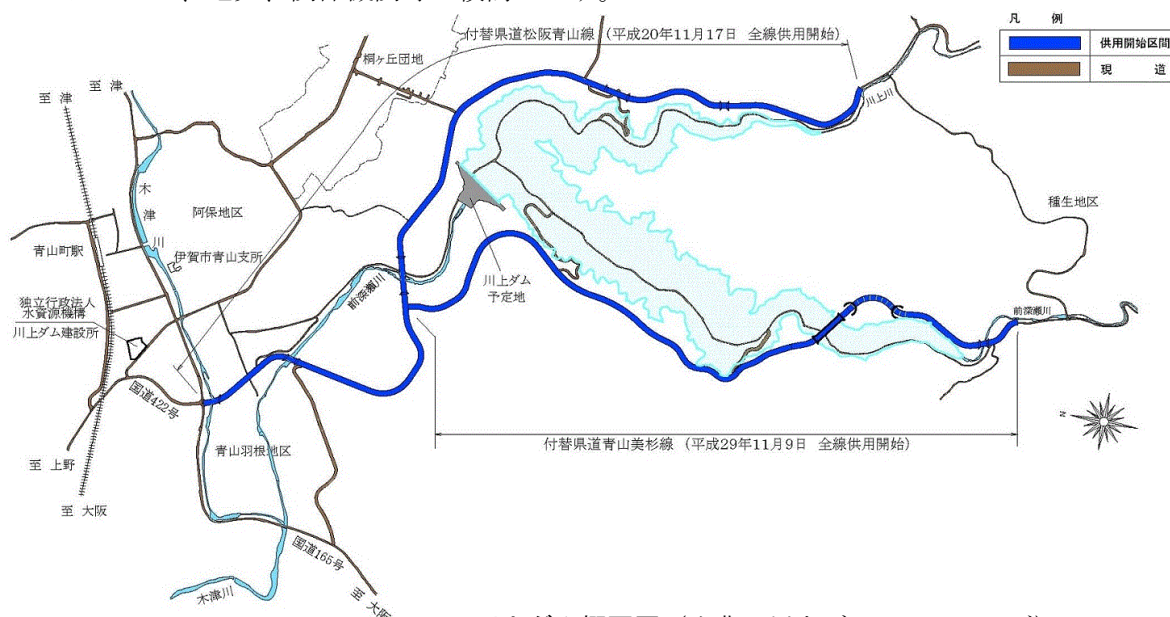 付替県道松阪青山線 (平成20年11月17日 全線供用開始)
凡 例
供用開始区間
現 道
桐ヶ丘団地
至 津
至 津
川上川
木津川
阿保地区
種生地区
青山町駅
伊賀市青山支所
川上ダム
予定地
前深瀬川
独立行政法人
水資源機構
川上ダム建設所
前深瀬川
国道422号
N
青山羽根地区
付替県道青山美杉線 (平成29年11月9日 全線供用開始)
至 上野
至 大阪
国道165号
木津川
至 大阪